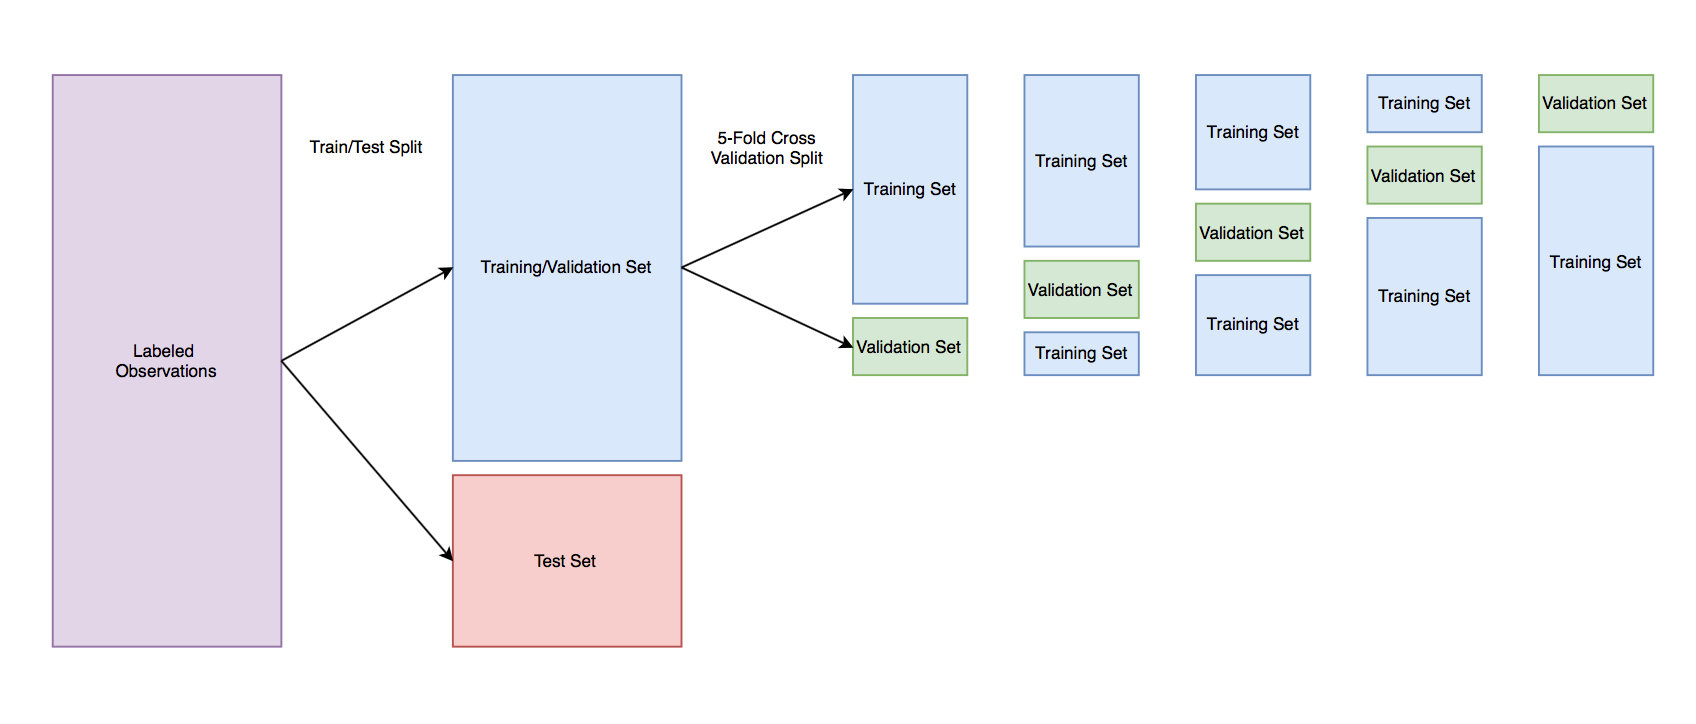 Labeled
Observations
Train/Test Split
Training/Validation Set
Test Set
5-Fold Cross
Validation Split
Training Set
Validation Set
Training Set
Validation Set
Training Set
Training Set
Validation Set
Training Set
Training Set
Validation Set
Training Set
Validation Set
Training Set